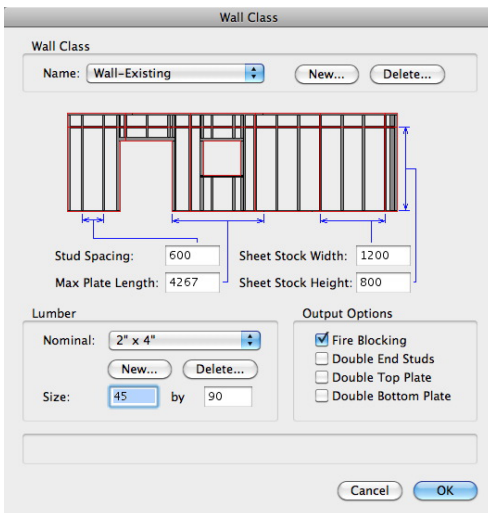 Wall Class
Wall Class
Name: Wall-Existing New... Delete...
Stud Spacing: 600 Sheet Stock Width: 1200
Max Plate Length: 4267 Sheet Stock Height: 800
Lumber Output Options
Nominal: 2" x 4" Fire Blocking
New... Delete... Double End Studs
Double Top Plate
Size: 45 by 90 Double Bottom Plate
Cancel OK